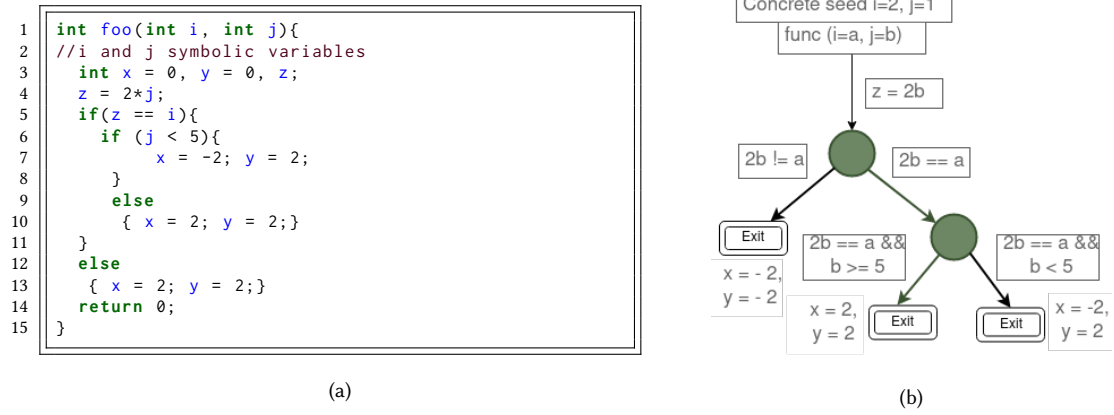 1 int foo(int i, int j){
2 //i and j symbolic variables
3 int x = 0, y = 0, z;
4 z = 2*j;
5 if(z == i){
6 if (j < 5){
7 x = -2; y = 2;
8 }
9 else
10 { x = 2; y = 2;}
11 }
12 else
13 { x = 2; y = 2;}
14 return 0;
15 }
(a)
Concrete seed i=2, j=1
func (i=a, j=b)
z = 2b
2b != a
2b == a
Exit
x = - 2,
y = - 2
2b == a &&
b >= 5
2b == a &&
b < 5
x = 2,
y = 2
Exit
Exit
x = -2,
y = 2
(b)